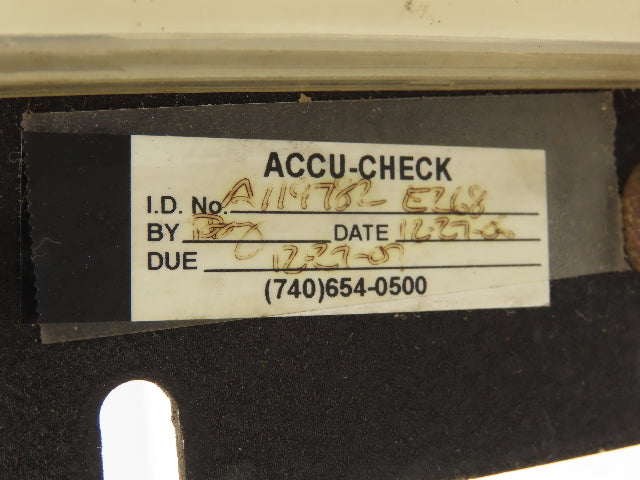 ACCU-CHECK
I.D. No. A119762 E268
BY DATE 12-27-06
DUE 12-27-07
(740)654-0500